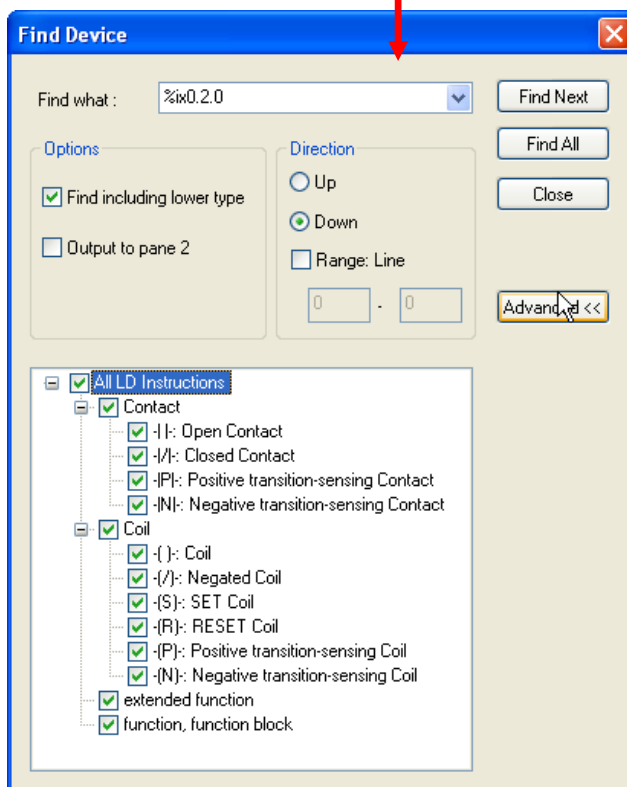 Find Device
Find what :
%ix0.2.0
Find Next
Find All
Close
Advanced <<
Options
Find including lower type
Output to pane 2
Direction
Up
Down
Range: Line
0 - 0
All LD Instructions
Contact
-| |-: Open Contact
-|/|-: Closed Contact
-|P|-: Positive transition-sensing Contact
-|N|-: Negative transition-sensing Contact
Coil
-( )-: Coil
-(/)-: Negated Coil
-(S)-: SET Coil
-(R)-: RESET Coil
-(P)-: Positive transition-sensing Coil
-(N)-: Negative transition-sensing Coil
extended function
function, function block